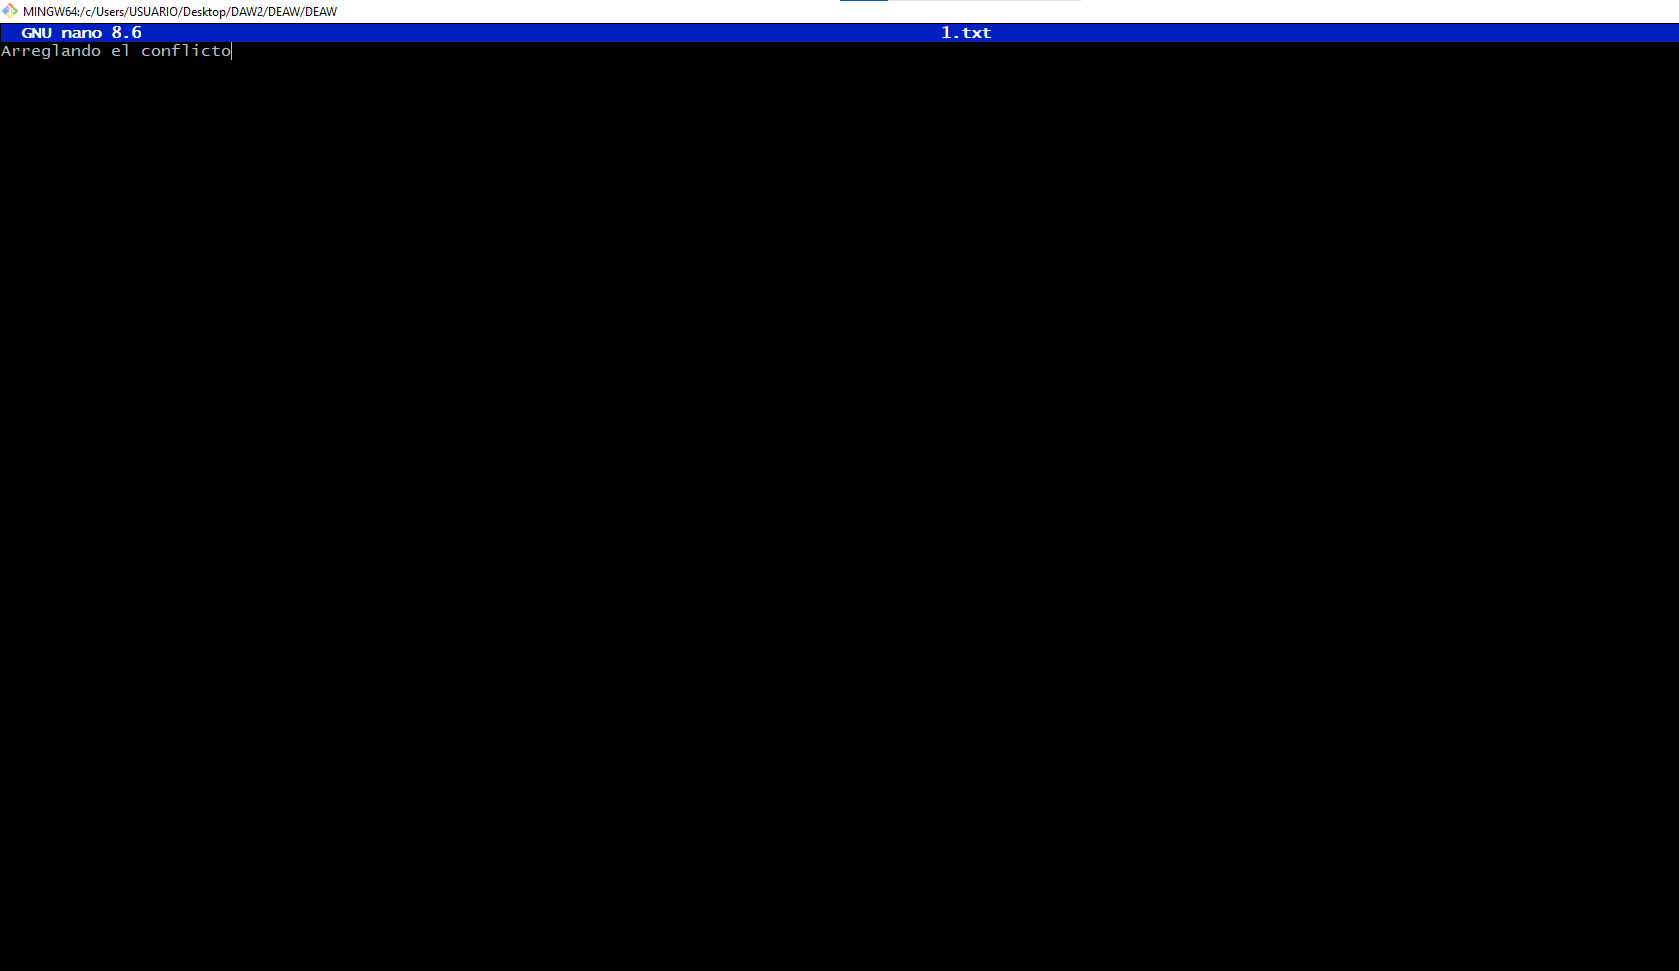 MINGW64:/c/Users/USUARIO/Desktop/DAW2/DEAW/DEAW
GNU nano 8.6 1.txt
Arreglando el conflicto